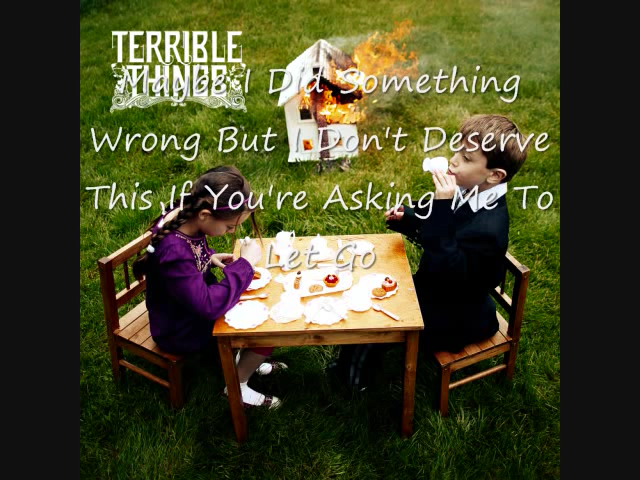 TERRIBLE
THINGS
Maybe I Did Something
Wrong But I Don't Deserve
This,If You're Asking Me To
Let Go